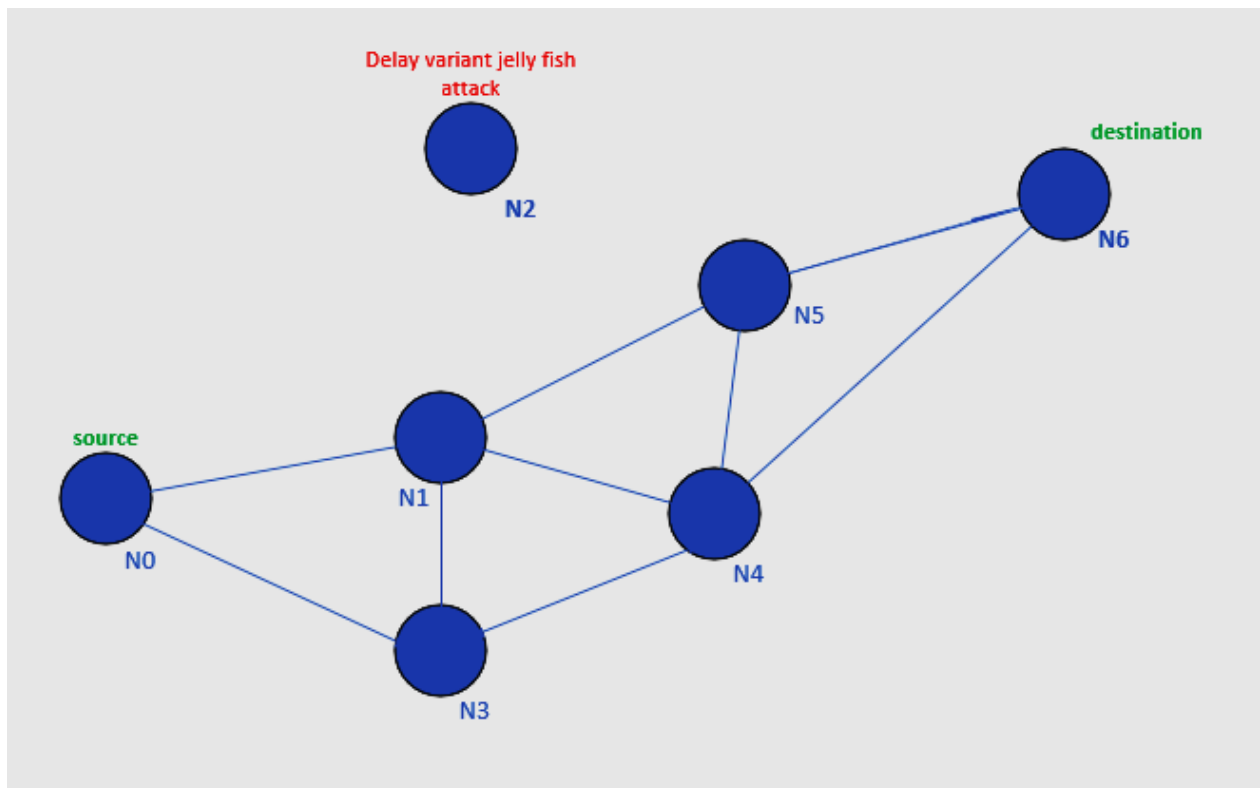 Delay variant jelly fish
attack
N2
destination
N6
N5
source
N1
N0
N4
N3